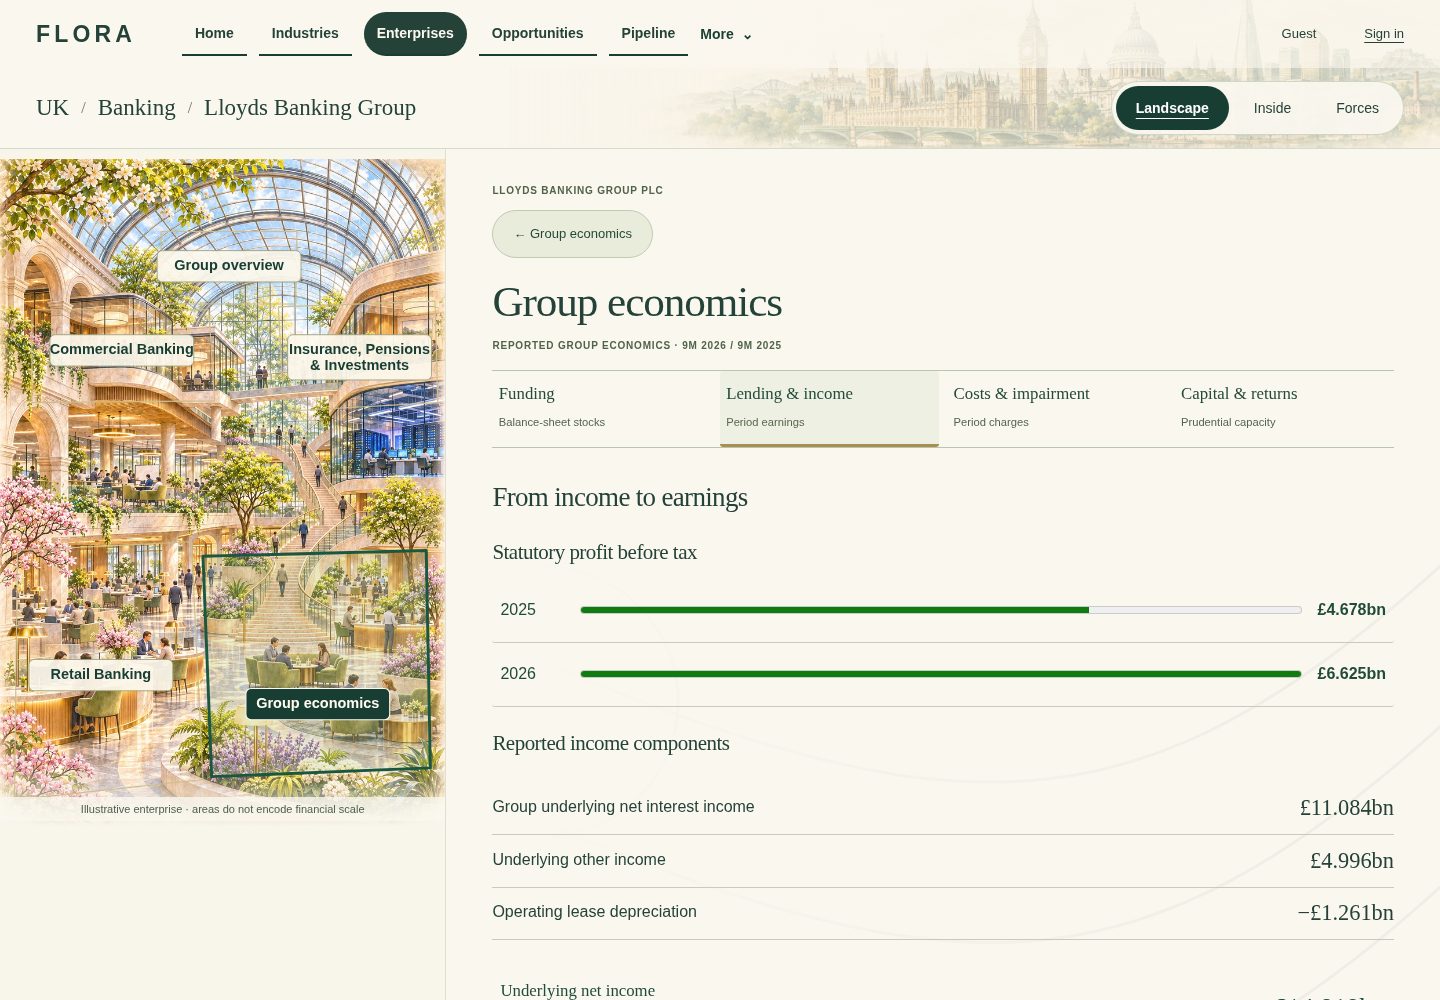 FLORA
Home
Industries
Enterprises
Opportunities
Pipeline
More
Guest
Sign in
UK / Banking / Lloyds Banking Group
Landscape
Inside
Forces
Group overview
Commercial Banking
Insurance, Pensions
& Investments
Retail Banking
Group economics
Illustrative enterprise · areas do not encode financial scale
LLOYDS BANKING GROUP PLC
← Group economics
Group economics
REPORTED GROUP ECONOMICS · 9M 2026 / 9M 2025
Funding
Balance-sheet stocks
Lending & income
Period earnings
Costs & impairment
Period charges
Capital & returns
Prudential capacity
From income to earnings
Statutory profit before tax
2025 £4.678bn
2026 £6.625bn
Reported income components
Group underlying net interest income £11.084bn
Underlying other income £4.996bn
Operating lease depreciation −£1.261bn
Underlying net income